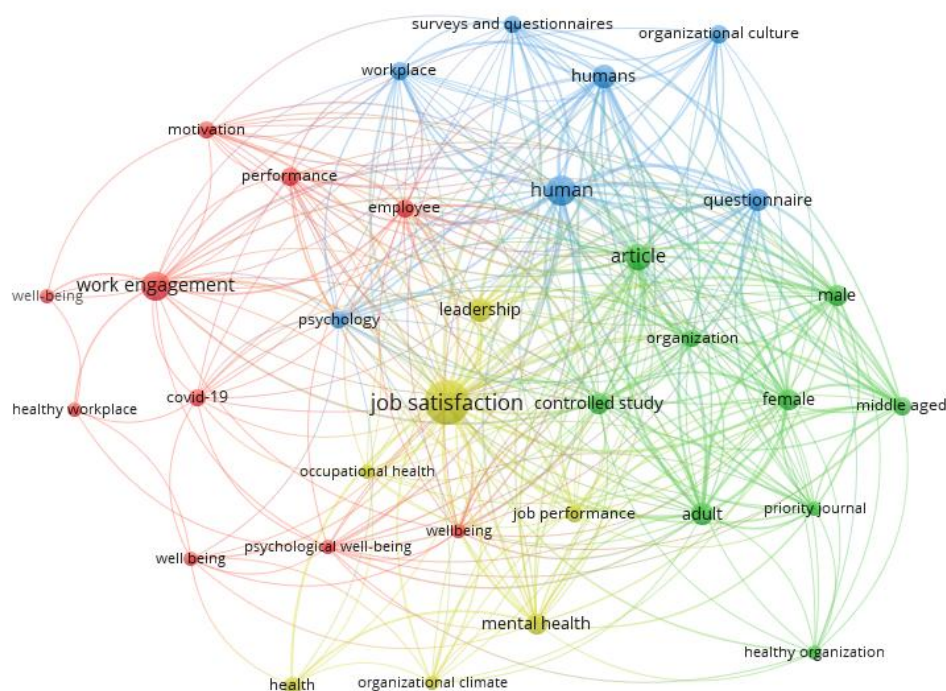 surveys and questionnaires
organizational culture
workplace
humans
motivation
performance
human
questionnaire
employee
article
work engagement
well-being
male
leadership
psychology
organization
job satisfaction
controlled study
female
middle aged
covid-19
healthy workplace
occupational health
job performance
adult
priority journal
wellbeing
psychological well-being
well being
mental health
healthy organization
health
organizational climate